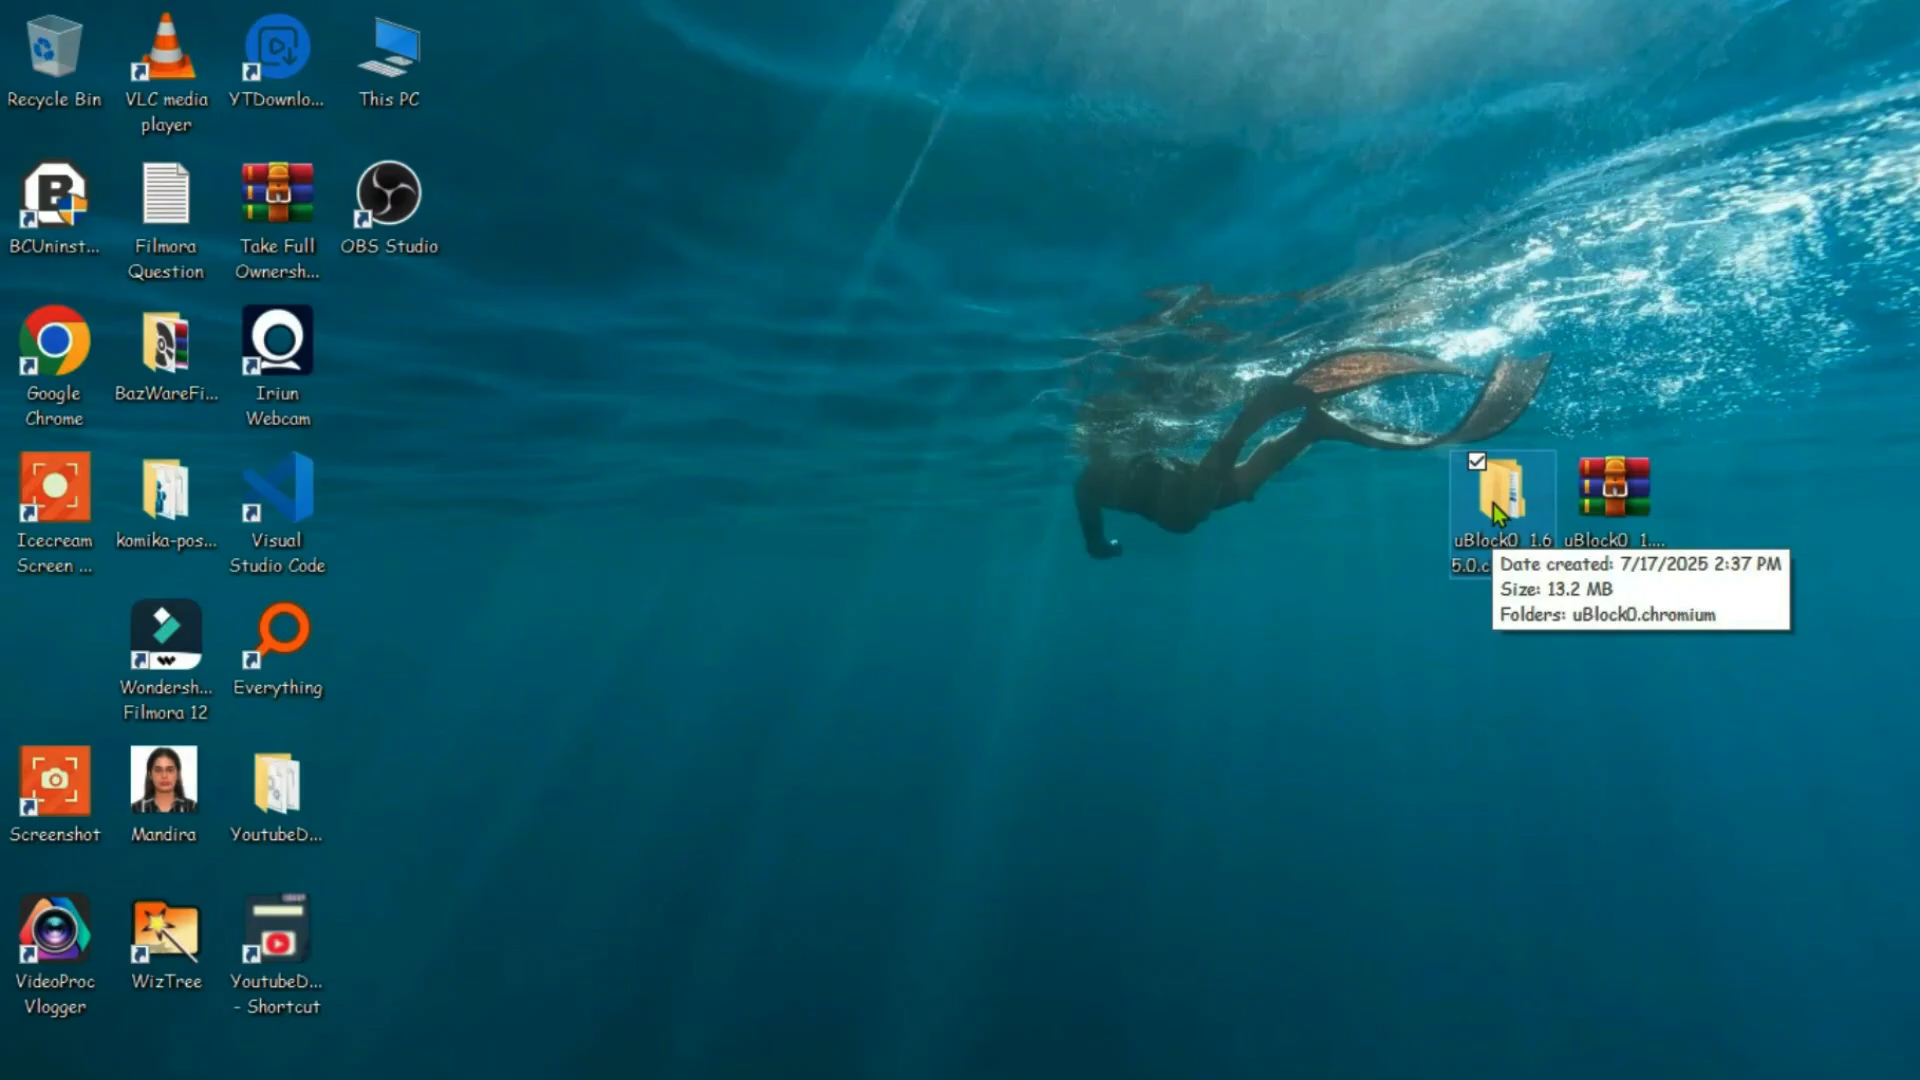 Recycle Bin
VLC media
player
YTDownlo...
This PC
BCUninst...
Filmora
Question
Take Full
Ownersh...
OBS Studio
Google
Chrome
BazWareFi...
Iriun
Webcam
Icecream
Screen ...
komika-pos...
Visual
Studio Code
Wondersh...
Filmora 12
Everything
Screenshot
Mandira
YoutubeD...
VideoProc
Vlogger
WizTree
YoutubeD...
- Shortcut
uBlock0_1.6
5.0.c
uBlock0_1....
Date created: 7/17/2025 2:37 PM
Size: 13.2 MB
Folders: uBlock0.chromium